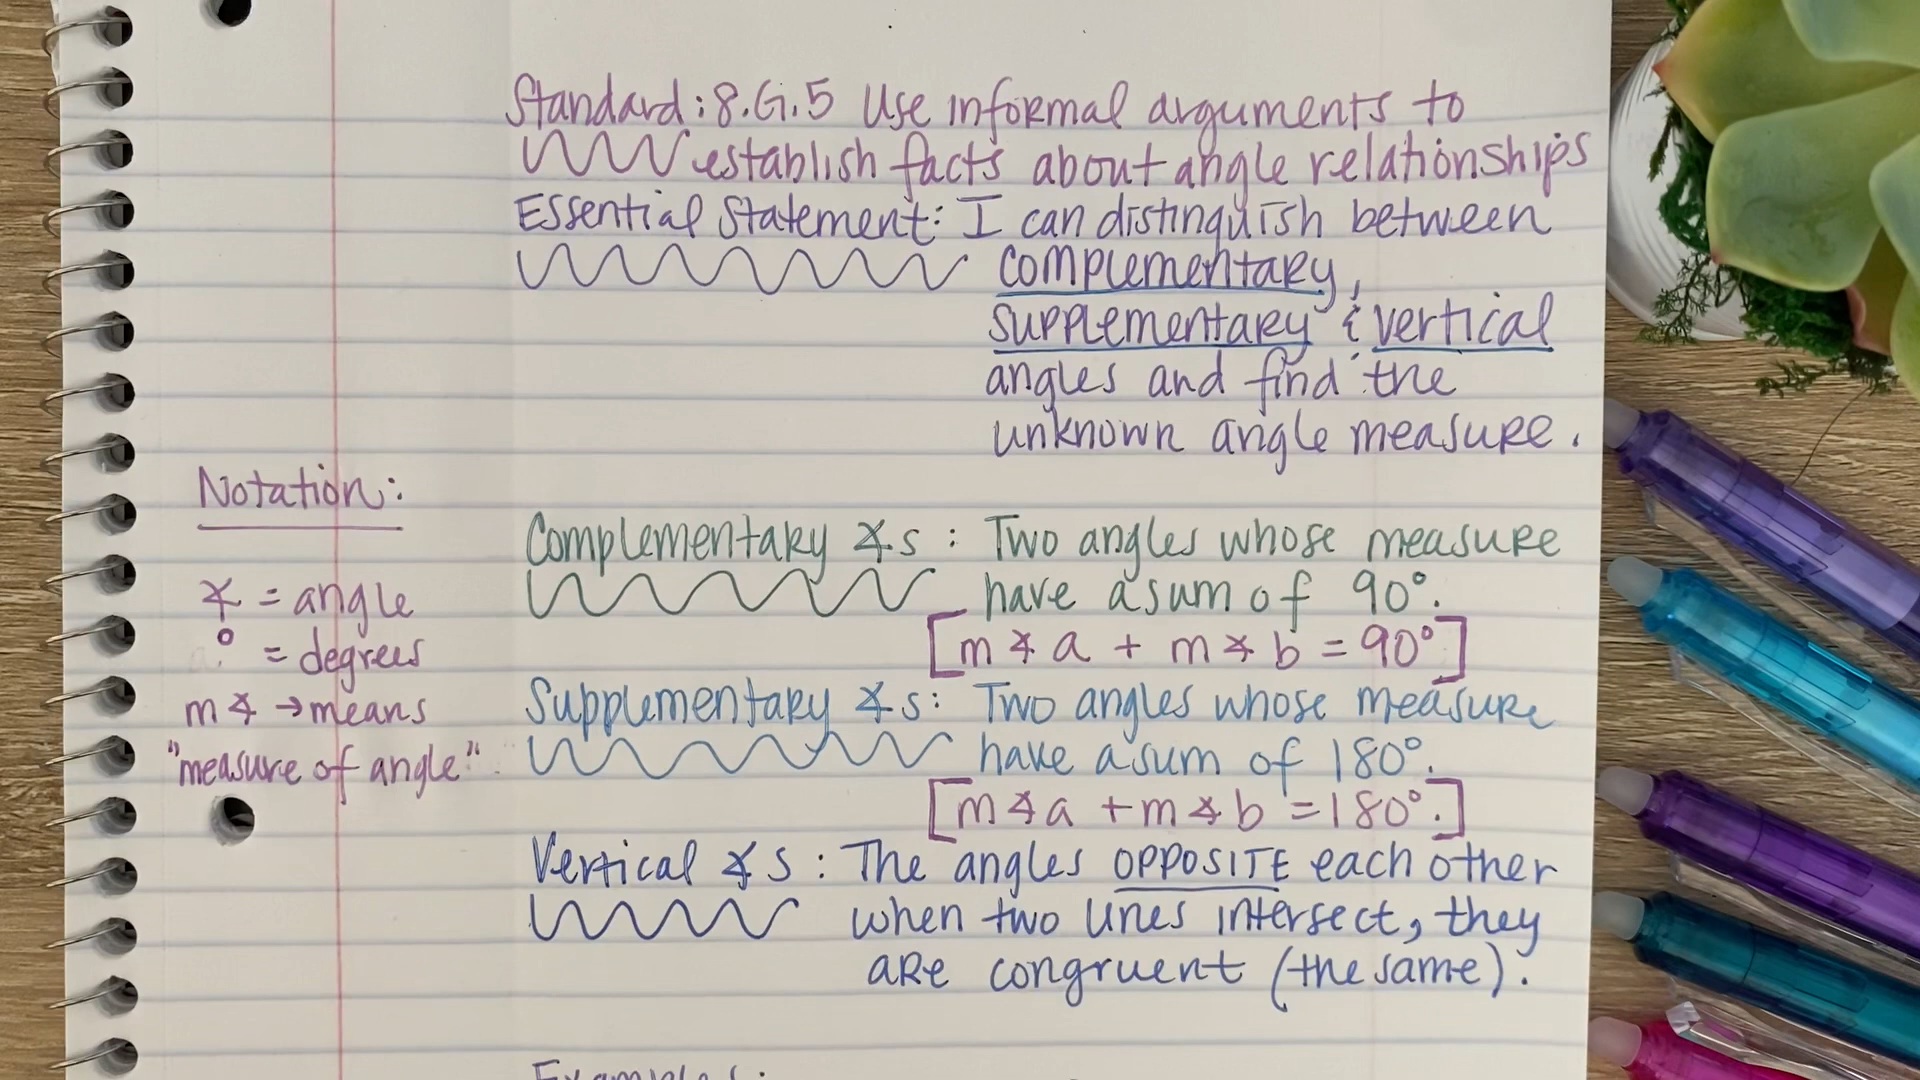 Standard: 8.G.5 Use informal arguments to
establish facts about angle relationships
Essential Statement: I can distinguish between
complementary,
supplementary & vertical
angles and find the
unknown angle measure.
Notation:
∡ = angle
° = degrees
m∡ → means
"measure of angle"
Complementary ∡s: Two angles whose measure
have a sum of 90°.
[m∡a + m∡b = 90°]
Supplementary ∡s: Two angles whose measure
have a sum of 180°.
[m∡a + m∡b = 180°.]
Vertical ∡s: The angles OPPOSITE each other
when two lines intersect, they
are congruent (the same).
Examples: